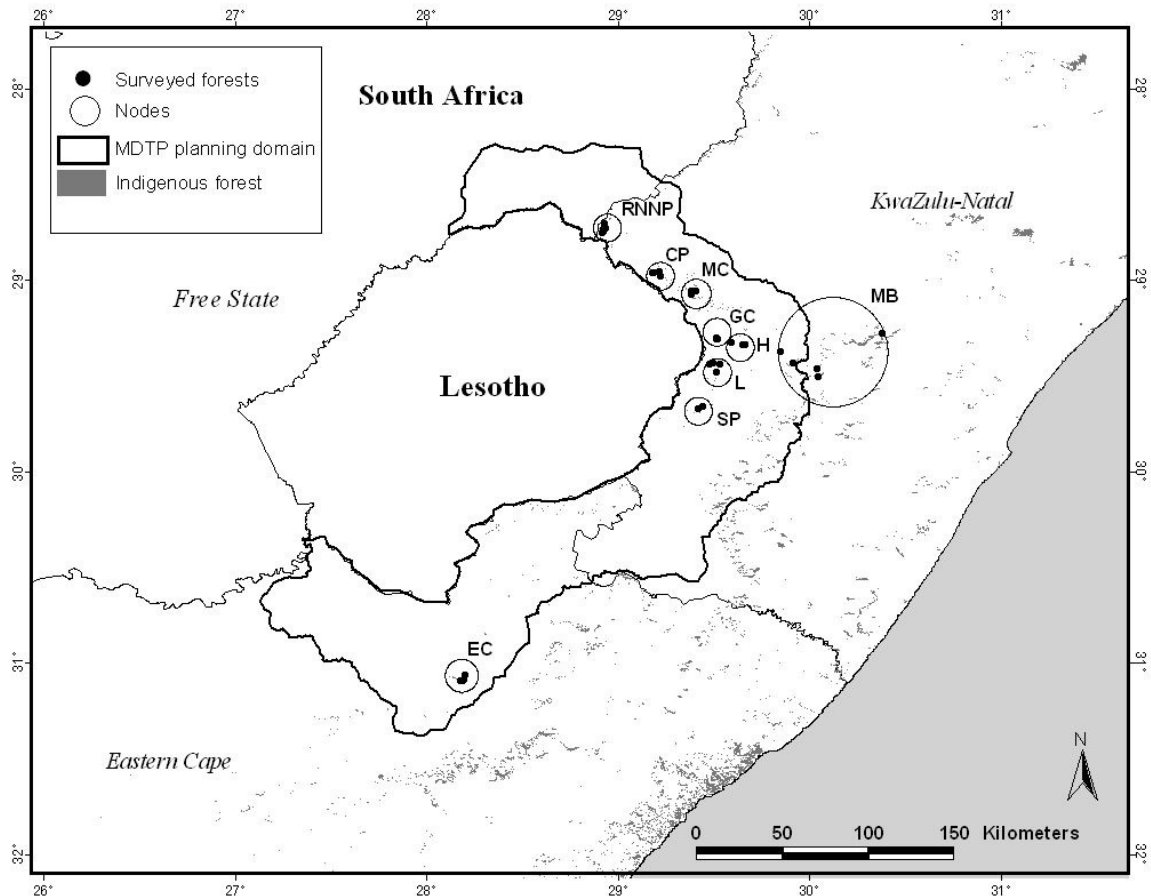 26° 27° 28° 29° 30° 31°
Surveyed forests
Nodes
MDTP planning domain
Indigenous forest
South Africa
28° 28°
KwaZulu-Natal
RNNP
CP
MC
29° 29°
Free State
MB
GC
H
Lesotho
L
SP
30° 30°
EC
31° 31°
Eastern Cape
N
0 50 100 150 Kilometers
32° 32°
26° 27° 28° 29° 30° 31°